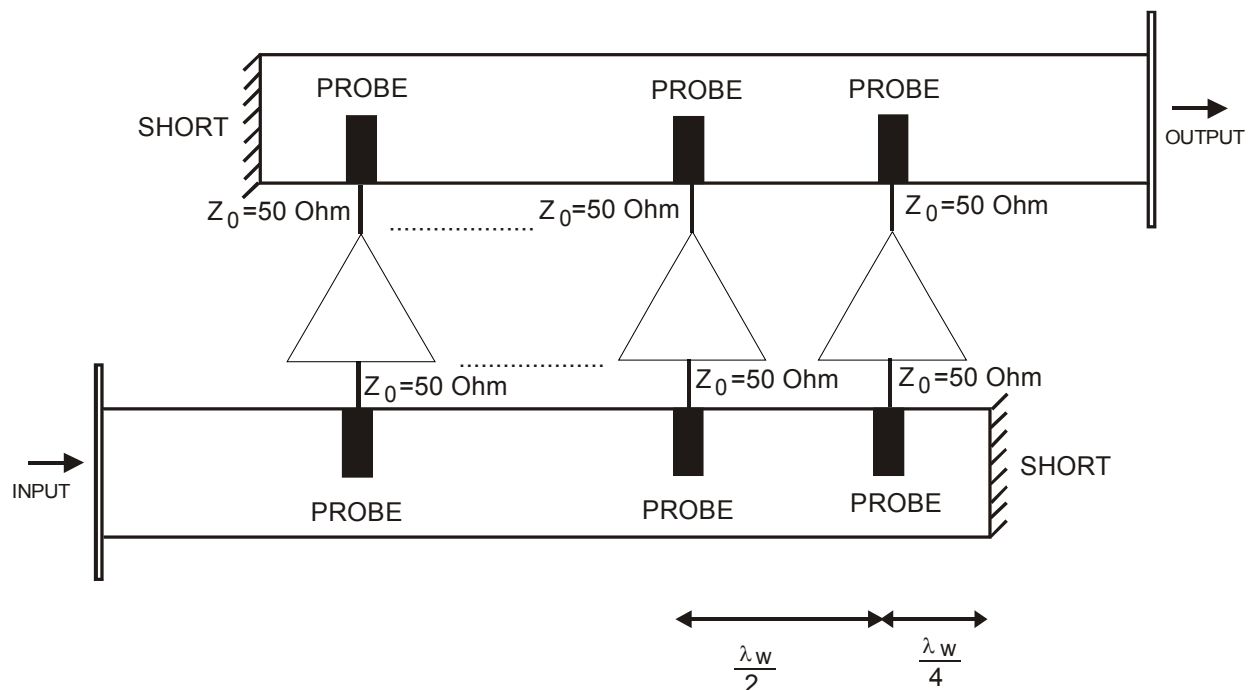 PROBE
PROBE
PROBE
SHORT
OUTPUT
Z0=50 Ohm
Z0=50 Ohm
Z0=50 Ohm
Z0=50 Ohm
Z0=50 Ohm
Z0=50 Ohm
SHORT
INPUT
PROBE
PROBE
PROBE
λw
2
λw
4